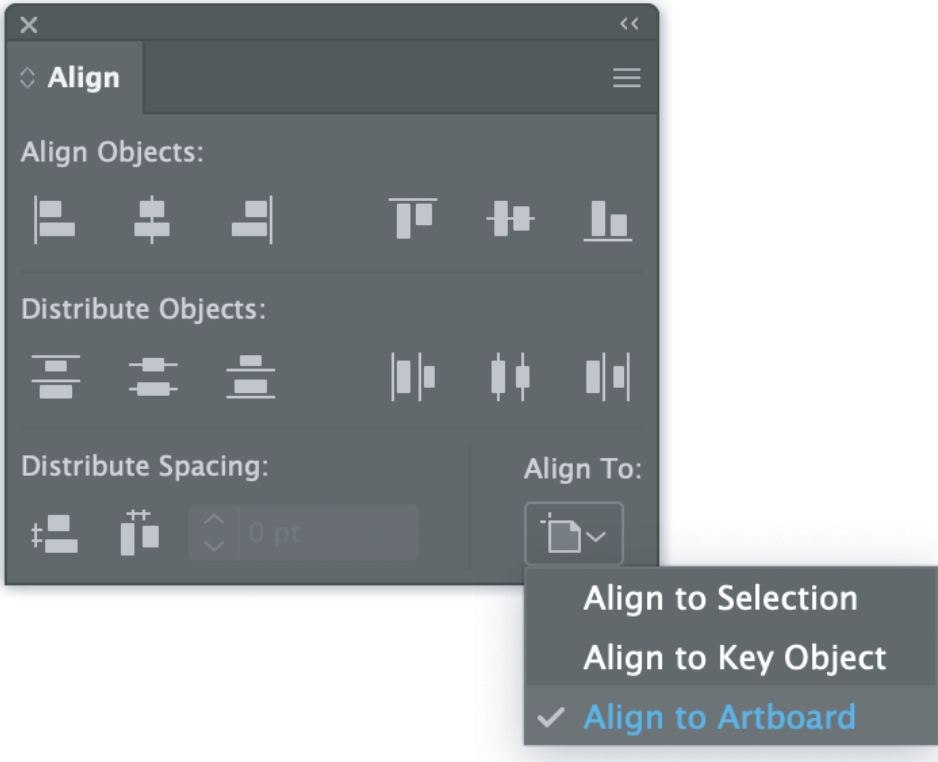 Align
Align Objects:
Distribute Objects:
Distribute Spacing:
Align To:
0 pt
Align to Selection
Align to Key Object
Align to Artboard